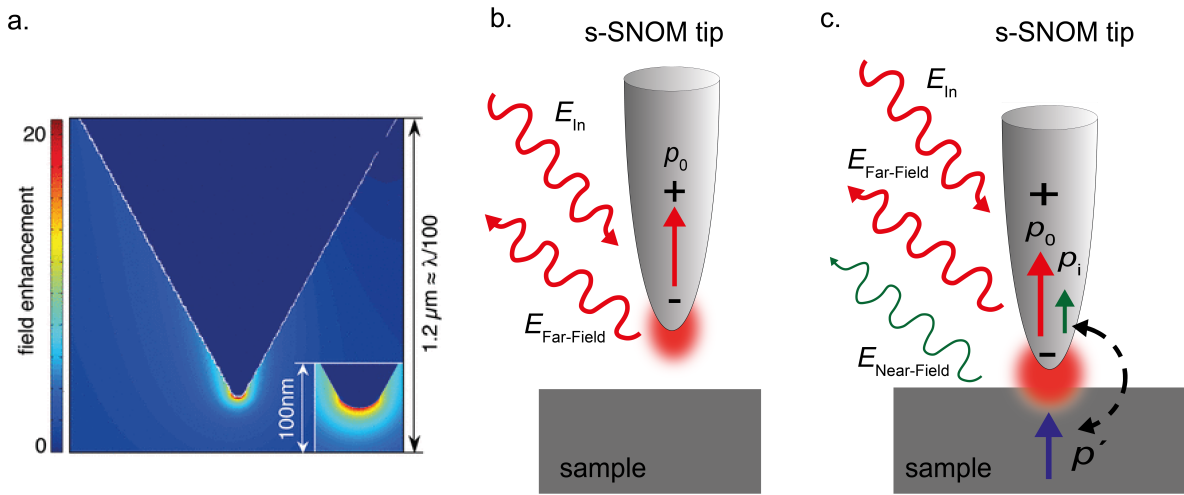 a.
20
field enhancement
0
100nm
1.2 µm ≈ λ/100
b.
s-SNOM tip
E_In
p_0
+
-
E_Far-Field
sample
c.
s-SNOM tip
E_In
E_Far-Field
+
p_0
p_i
-
E_Near-Field
p´
sample